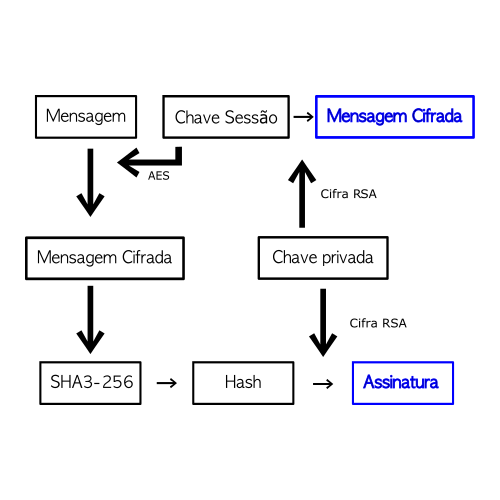 Mensagem
Chave Sessão
Mensagem Cifrada
AES
Cifra RSA
Mensagem Cifrada
Chave privada
Cifra RSA
SHA3-256
Hash
Assinatura